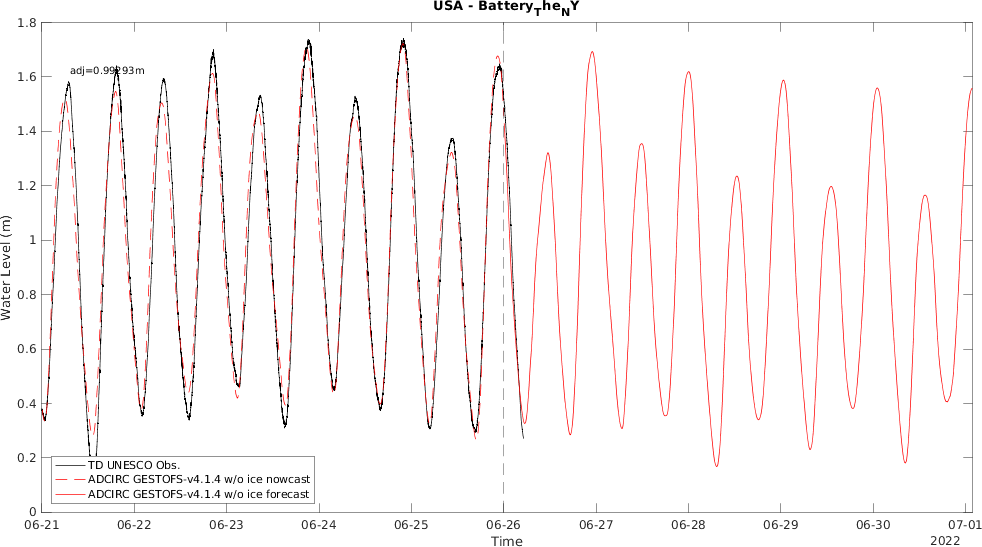 USA - Battery_The_NY
1.8
1.6
1.4
1.2
1
0.8
0.6
0.4
0.2
0
Water Level (m)
adj=0.99293m
TD UNESCO Obs.
ADCIRC GESTOFS-v4.1.4 w/o ice nowcast
ADCIRC GESTOFS-v4.1.4 w/o ice forecast
06-21 06-22 06-23 06-24 06-25 06-26 06-27 06-28 06-29 06-30 07-01
Time
2022